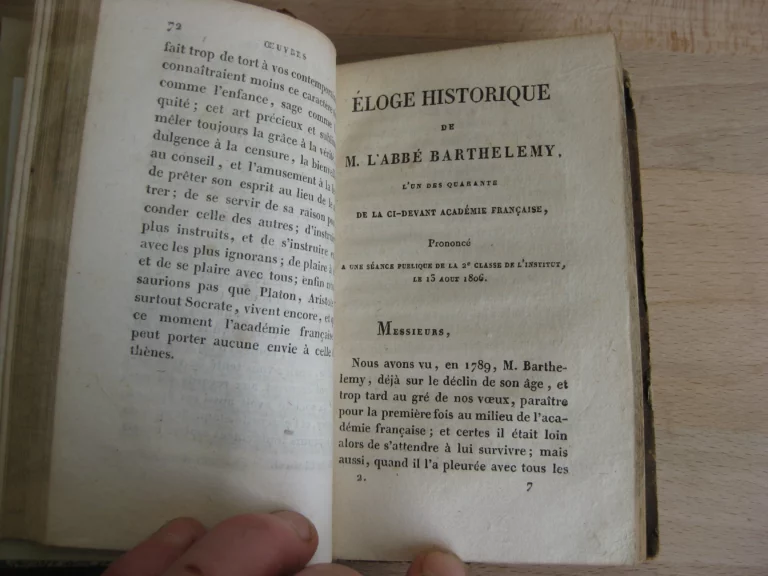 72
ŒUVRES
fait trop de tort à vos contempor
connaîtraient moins ce caractère
comme l'enfance, sage comme
quité; cet art précieux et
mêler toujours la grâce à la vérit
dulgence à la censure, la bienv
au conseil, et l'amusement à la
de prêter son esprit au lieu de le
trer; de se servir de sa raison po
conder celle des autres; d'instrui
plus instruits, et de s'instruire
avec les plus ignorans; de plaire à
et de se plaire avec tous; enfin
saurions pas que Platon, Aristo
surtout Socrate, vivent encore, et
ce moment l'académie français
peut porter aucune envie à celle
thènes.
ÉLOGE HISTORIQUE
DE
M. L'ABBÉ BARTHELEMY,
L'UN DES QUARANTE
DE LA CI-DEVANT ACADÉMIE FRANÇAISE,
Prononcé
A UNE SÉANCE PUBLIQUE DE LA 2e CLASSE DE L'INSTITUT,
LE 13 AOUT 1806.
MESSIEURS,
Nous avons vu, en 1789, M. Barthe-
lemy, déjà sur le déclin de son âge, et
trop tard au gré de nos vœux, paraître
pour la première fois au milieu de l'aca-
démie française; et certes il était loin
alors de s'attendre à lui survivre; mais
aussi, quand il l'a pleurée avec tous les
2. 7